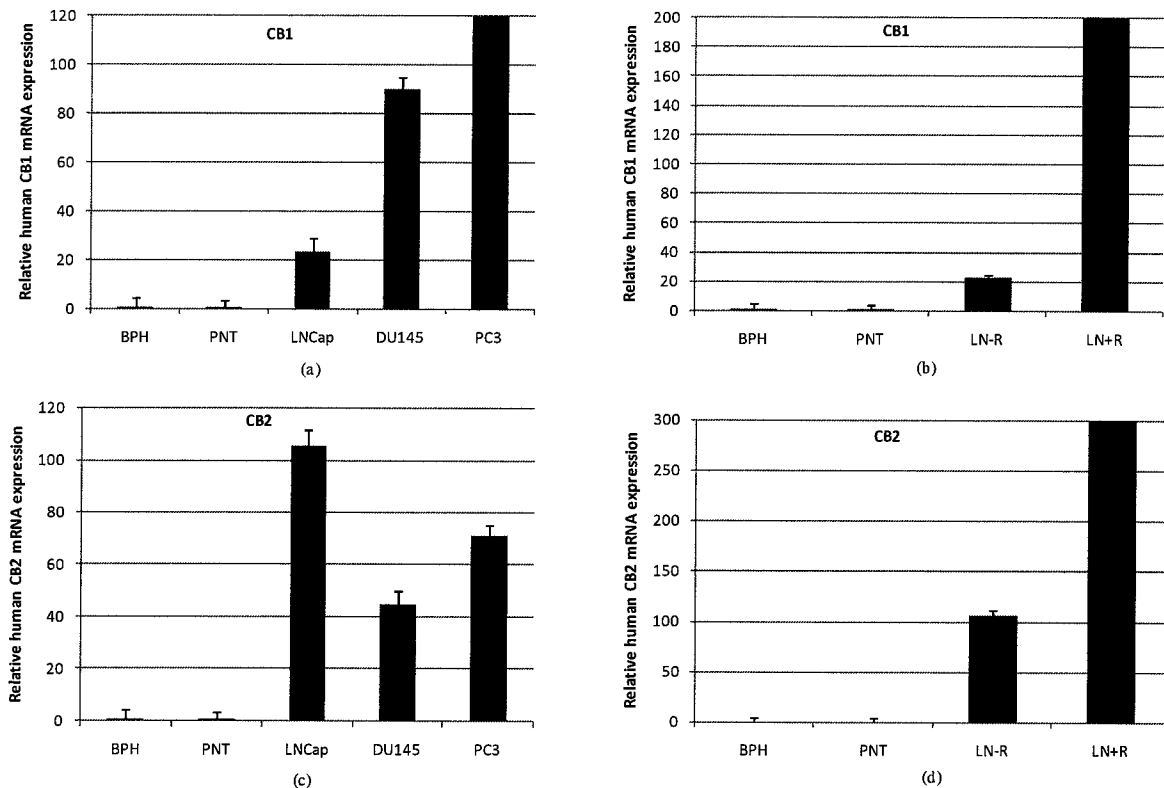 Relative human CB1 mRNA expression
CB1
120
100
80
60
40
20
0
BPH PNT LNCap DU145 PC3
(a)
Relative human CB1 mRNA expression
CB1
200
180
160
140
120
100
80
60
40
20
0
BPH PNT LN-R LN+R
(b)
Relative human CB2 mRNA expression
CB2
120
100
80
60
40
20
0
BPH PNT LNCap DU145 PC3
(c)
Relative human CB2 mRNA expression
CB2
300
250
200
150
100
50
0
BPH PNT LN-R LN+R
(d)